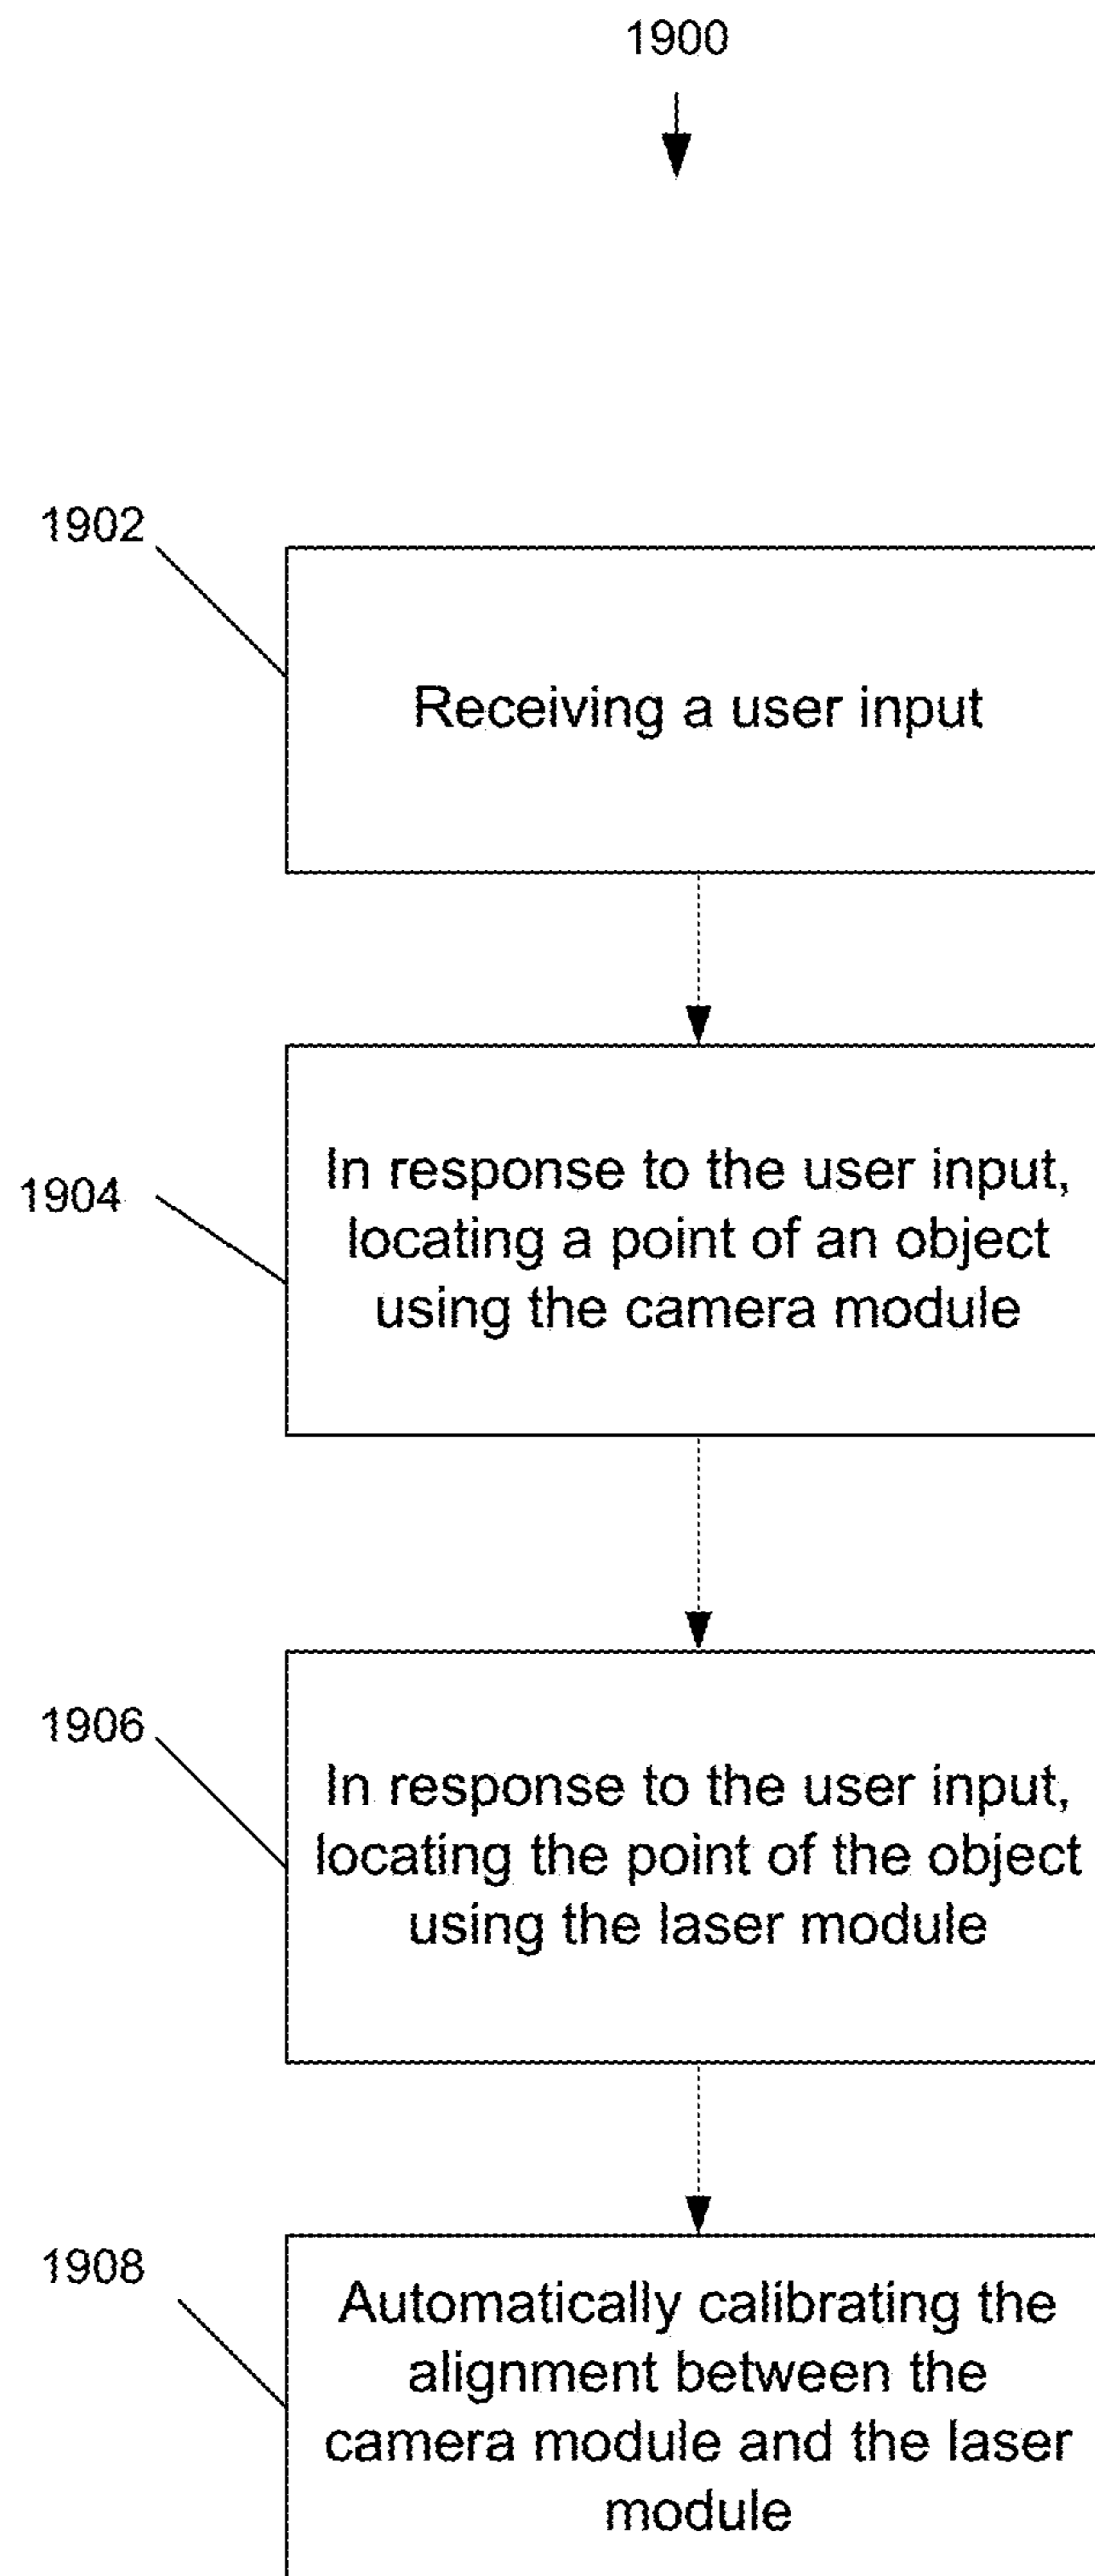 1900
1902
Receiving a user input
1904
In response to the user input,
locating a point of an object
using the camera module
1906
In response to the user input,
locating the point of the object
using the laser module
1908
Automatically calibrating the
alignment between the
camera module and the laser
module